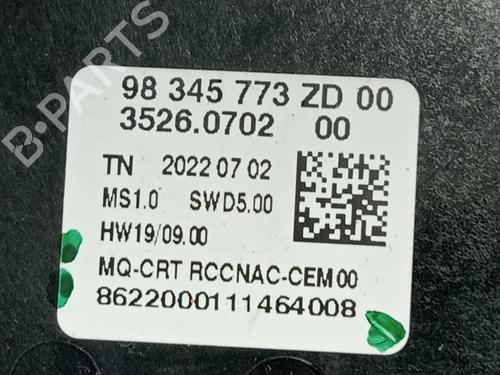 98 345 773 ZD 00
3526.0702 00
TN 2022 07 02
MS1.0 SWD5.00
HW19/09.00
MQ-CRT RCCNAC-CEM00
8622000111464008
B-PARTS